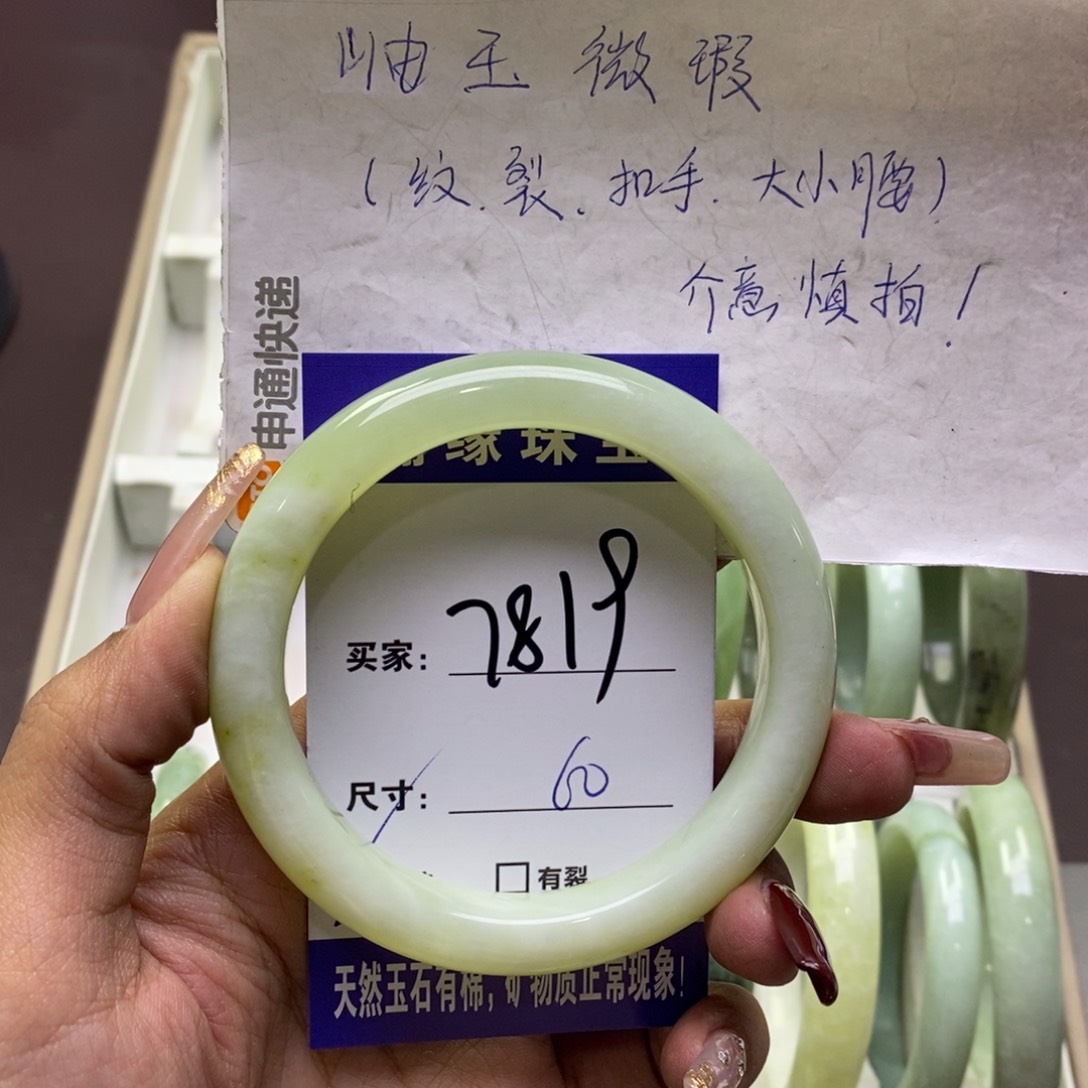 岫玉微瑕
(纹.裂.扣手.大小腰)
介意慎拍!
申通快递
缘珠宝
买家: 7819
尺寸: 60
□有裂
天然玉石有棉,矿物质正常现象!